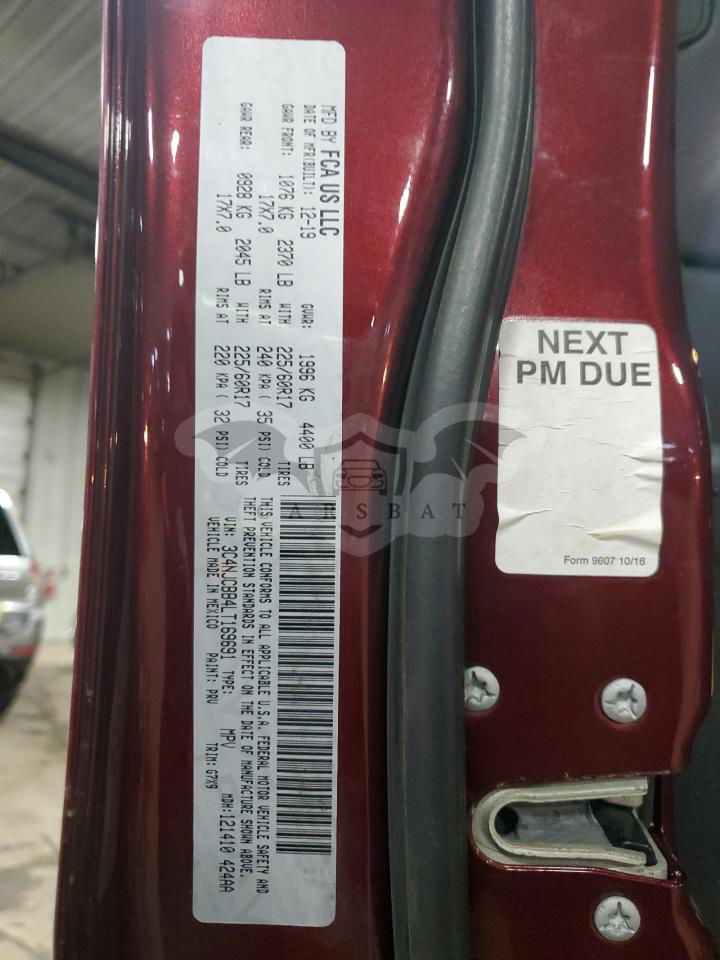 MFD BY FCA US LLC
DATE OF MFR(BUILT): 12-19 GVWR: 1996 KG 4400 LB
GAWR FRONT: 1076 KG 2370 LB WITH 225/60R17 TIRES
17X7.0 RIMS AT 240 KPA( 35 PSI) COLD
GAWR REAR: 0928 KG 2045 LB WITH 225/60R17 TIRES
17X7.0 RIMS AT 220 KPA( 32 PSI) COLD
THIS VEHICLE CONFORMS TO ALL APPLICABLE U.S.A. FEDERAL MOTOR VEHICLE SAFETY AND
THEFT PREVENTION STANDARDS IN EFFECT ON THE DATE OF MANUFACTURE SHOWN ABOVE.
VIN: 3C4NJCBB4LT169691 TYPE: MPV MDH:121410 424AA
VEHICLE MADE IN MEXICO PAINT: PRV TRIM: G7X9
NEXT
PM DUE
Form 9607 10/16
ARSBAT